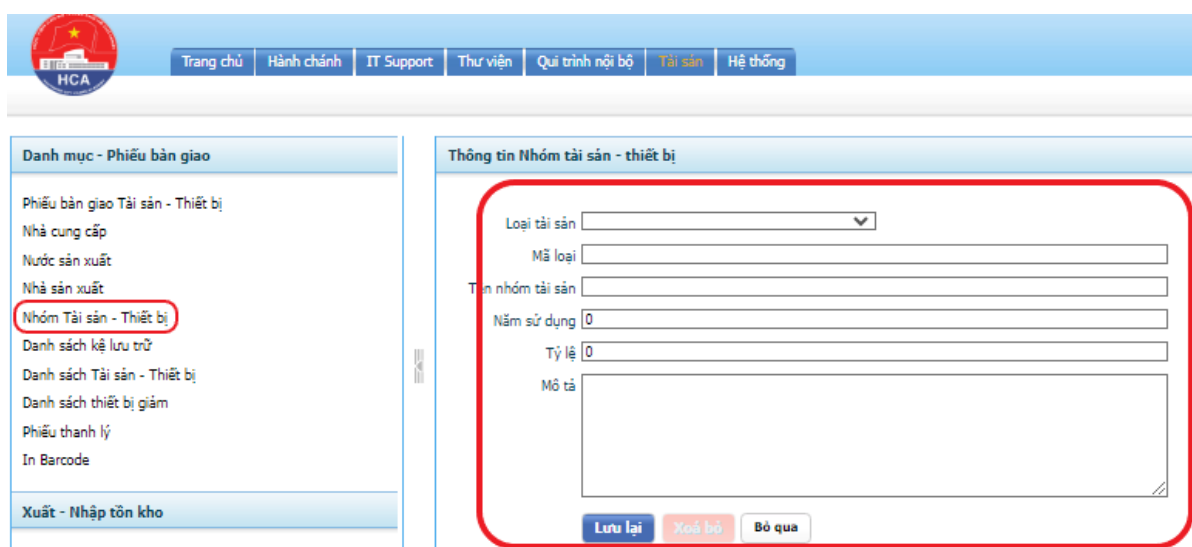 HCA
Trang chủ Hành chánh IT Support Thư viện Qui trình nội bộ Tài sản Hệ thống
Danh mục - Phiếu bàn giao
Phiếu bàn giao Tài sản - Thiết bị
Nhà cung cấp
Nước sản xuất
Nhà sản xuất
Nhóm Tài sản - Thiết bị
Danh sách kệ lưu trữ
Danh sách Tài sản - Thiết bị
Danh sách thiết bị giảm
Phiếu thanh lý
In Barcode
Xuất - Nhập tồn kho
Thông tin Nhóm tài sản - thiết bị
Loại tài sản
Mã loại
Tên nhóm tài sản
Năm sử dụng 0
Tỷ lệ 0
Mô tả
Lưu lại Xoá bỏ Bỏ qua